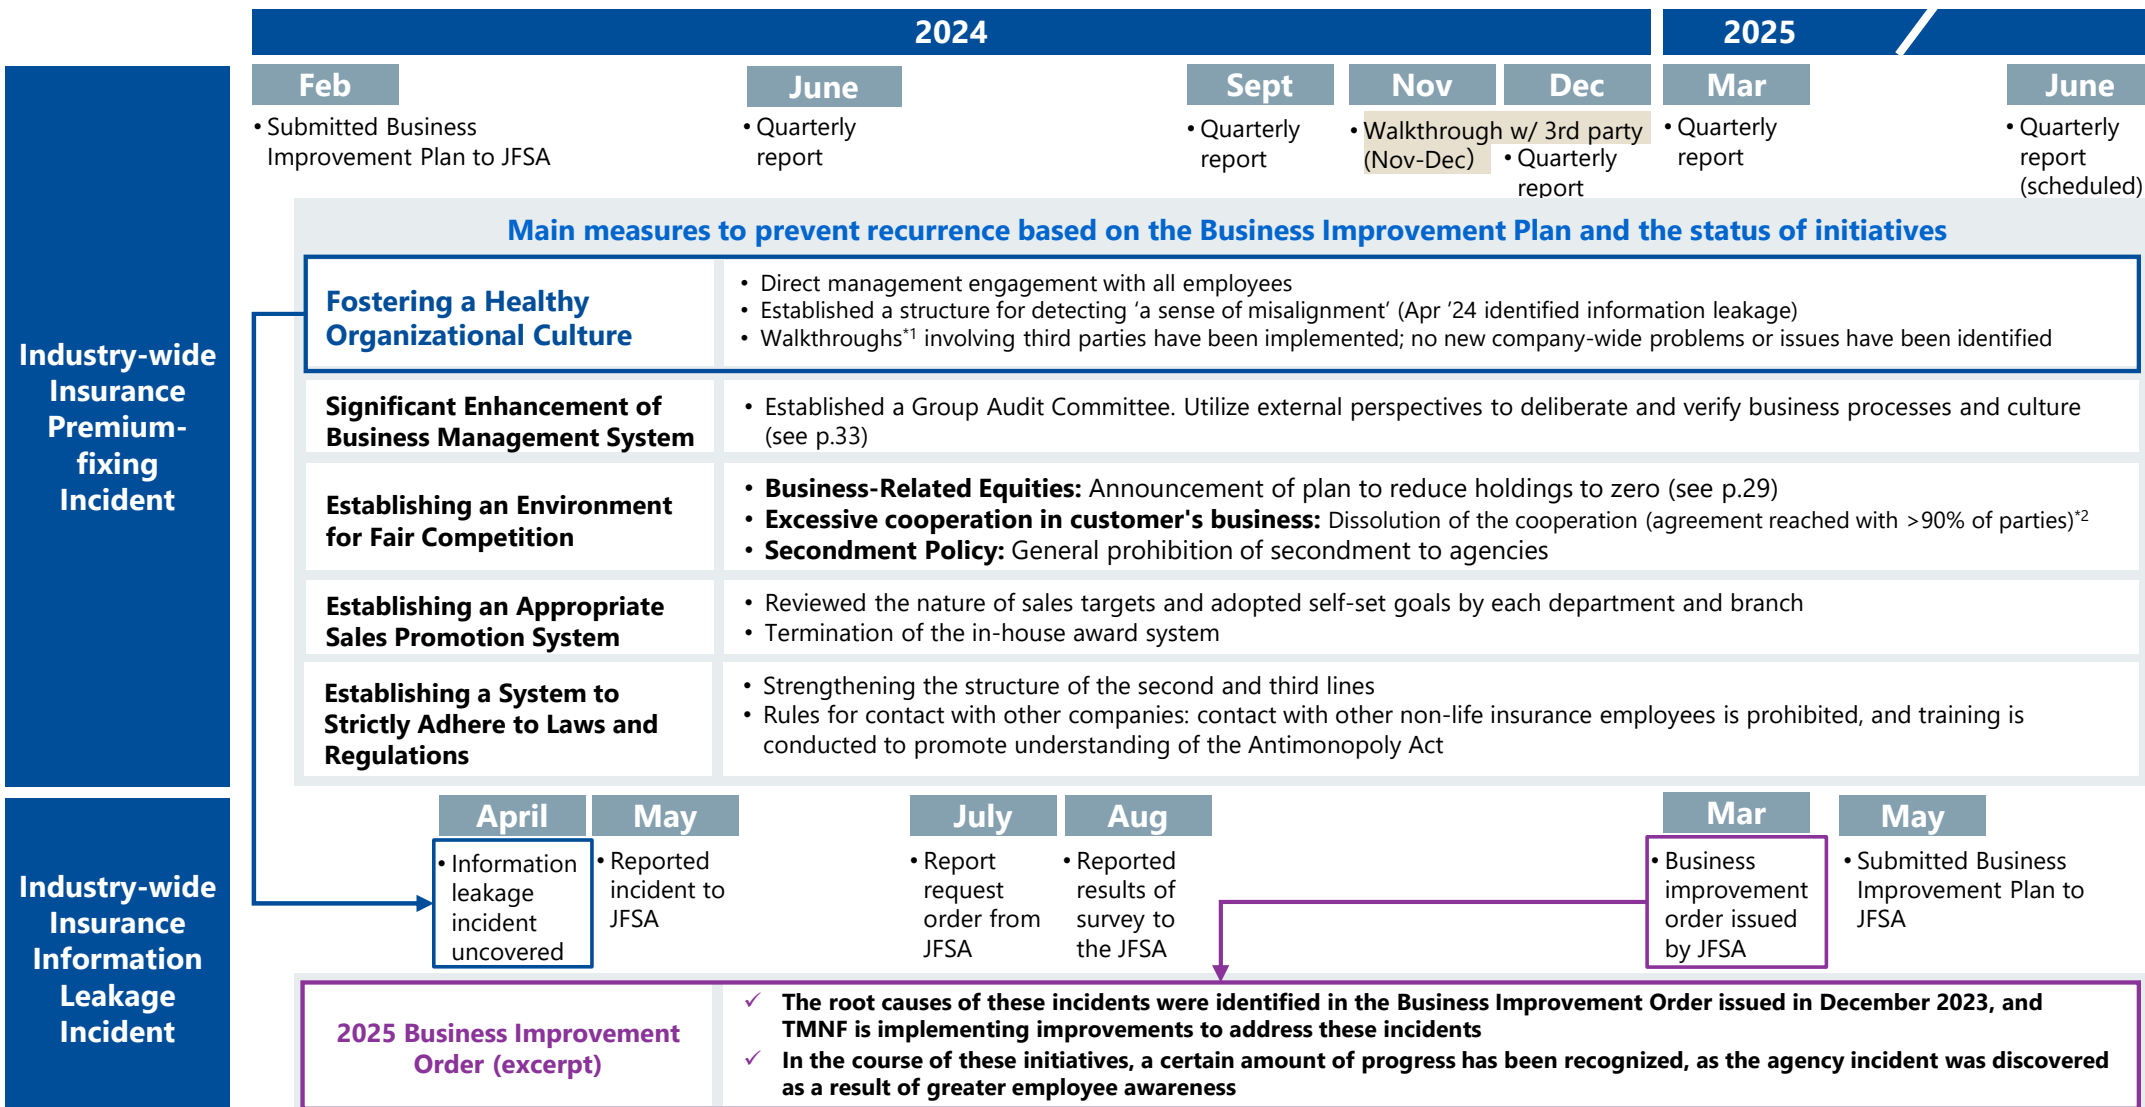 2024
2025
Industry-wide
Insurance
Premium-
fixing
Incident
Feb
• Submitted Business
Improvement Plan to JFSA
June
• Quarterly
report
Sept
• Quarterly
report
Nov
Dec
• Walkthrough w/ 3rd party
(Nov-Dec)
• Quarterly
report
Mar
• Quarterly
report
June
• Quarterly
report
(scheduled)
Main measures to prevent recurrence based on the Business Improvement Plan and the status of initiatives
Fostering a Healthy
Organizational Culture
• Direct management engagement with all employees
• Established a structure for detecting ‘a sense of misalignment’ (Apr ’24 identified information leakage)
• Walkthroughs*1 involving third parties have been implemented; no new company-wide problems or issues have been identified
Significant Enhancement of
Business Management System
• Established a Group Audit Committee. Utilize external perspectives to deliberate and verify business processes and culture
(see p.33)
Establishing an Environment
for Fair Competition
• Business-Related Equities: Announcement of plan to reduce holdings to zero (see p.29)
• Excessive cooperation in customer's business: Dissolution of the cooperation (agreement reached with >90% of parties)*2
• Secondment Policy: General prohibition of secondment to agencies
Establishing an Appropriate
Sales Promotion System
• Reviewed the nature of sales targets and adopted self-set goals by each department and branch
• Termination of the in-house award system
Establishing a System to
Strictly Adhere to Laws and
Regulations
• Strengthening the structure of the second and third lines
• Rules for contact with other companies: contact with other non-life insurance employees is prohibited, and training is
conducted to promote understanding of the Antimonopoly Act
Industry-wide
Insurance
Information
Leakage
Incident
April
• Information
leakage
incident
uncovered
May
• Reported
incident to
JFSA
July
• Report
request
order from
JFSA
Aug
• Reported
results of
survey to
the JFSA
Mar
• Business
improvement
order issued
by JFSA
May
• Submitted Business
Improvement Plan to
JFSA
2025 Business Improvement
Order (excerpt)
✓ The root causes of these incidents were identified in the Business Improvement Order issued in December 2023, and
TMNF is implementing improvements to address these incidents
✓ In the course of these initiatives, a certain amount of progress has been recognized, as the agency incident was discovered
as a result of greater employee awareness